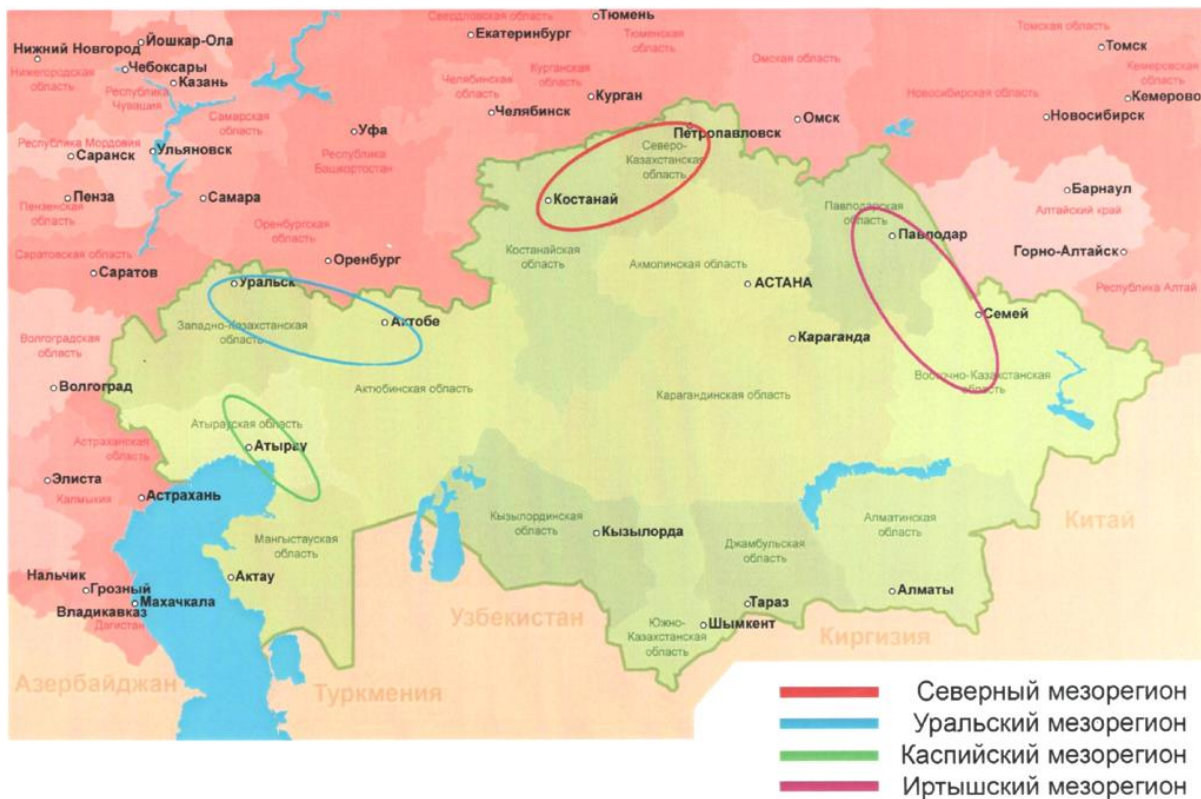 Свердловская область
Тюмень
Екатеринбург
Тюменская
область
Томская область
Томск
Нижний Новгород
Йошкар-Ола
Чебоксары
Казань
Нижегородская
область
Республика
Чувашия
Челябинская
область
Курганская
область
Омская область
Кемеровская
область
Кемерово
Новосибирская область
Новосибирск
Курган
Челябинск
Самарская
область
Уфа
Омск
Петропавловск
Республика Мордовия
Саранск
Ульяновск
Республика
Башкортостан
Северо-
Казахстанская
область
Пенза
Пензенская
область
Самара
Костанай
Барнаул
Алтайский край
Павлодарская
область
Павлодар
Оренбургская
область
Оренбург
Костанайская
область
Акмолинская область
Горно-Алтайск
Саратовская область
Саратов
Уральск
АСТАНА
Республика Алтай
Западно-Казахстанская
область
Актобе
Семей
Караганда
Волгоградская
область
Волгоград
Актюбинская область
Карагандинская область
Восточно-Казахстанская
область
Атырауская область
Атырау
Астраханская
область
Элиста
Калмыкия
Астрахань
Мангыстауская
область
Кызылординская
область
Кызылорда
Джамбульская
область
Алматинская
область
Китай
Нальчик
Грозный
Владикавказ
Махачкала
Дагистан
Актау
Узбекистан
Тараз
Шымкент
Южно-
Казахстанская
область
Алматы
Киргизия
Азербайджан
Туркмения
Северный мезорегион
Уральский мезорегион
Каспийский мезорегион
Иртышский мезорегион